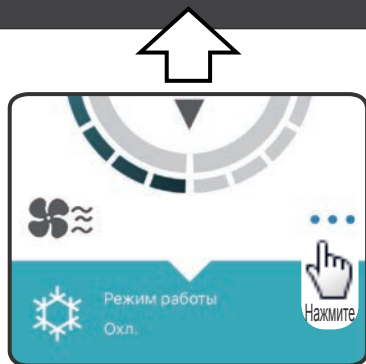 Нажмите
Режим работы
Охл.